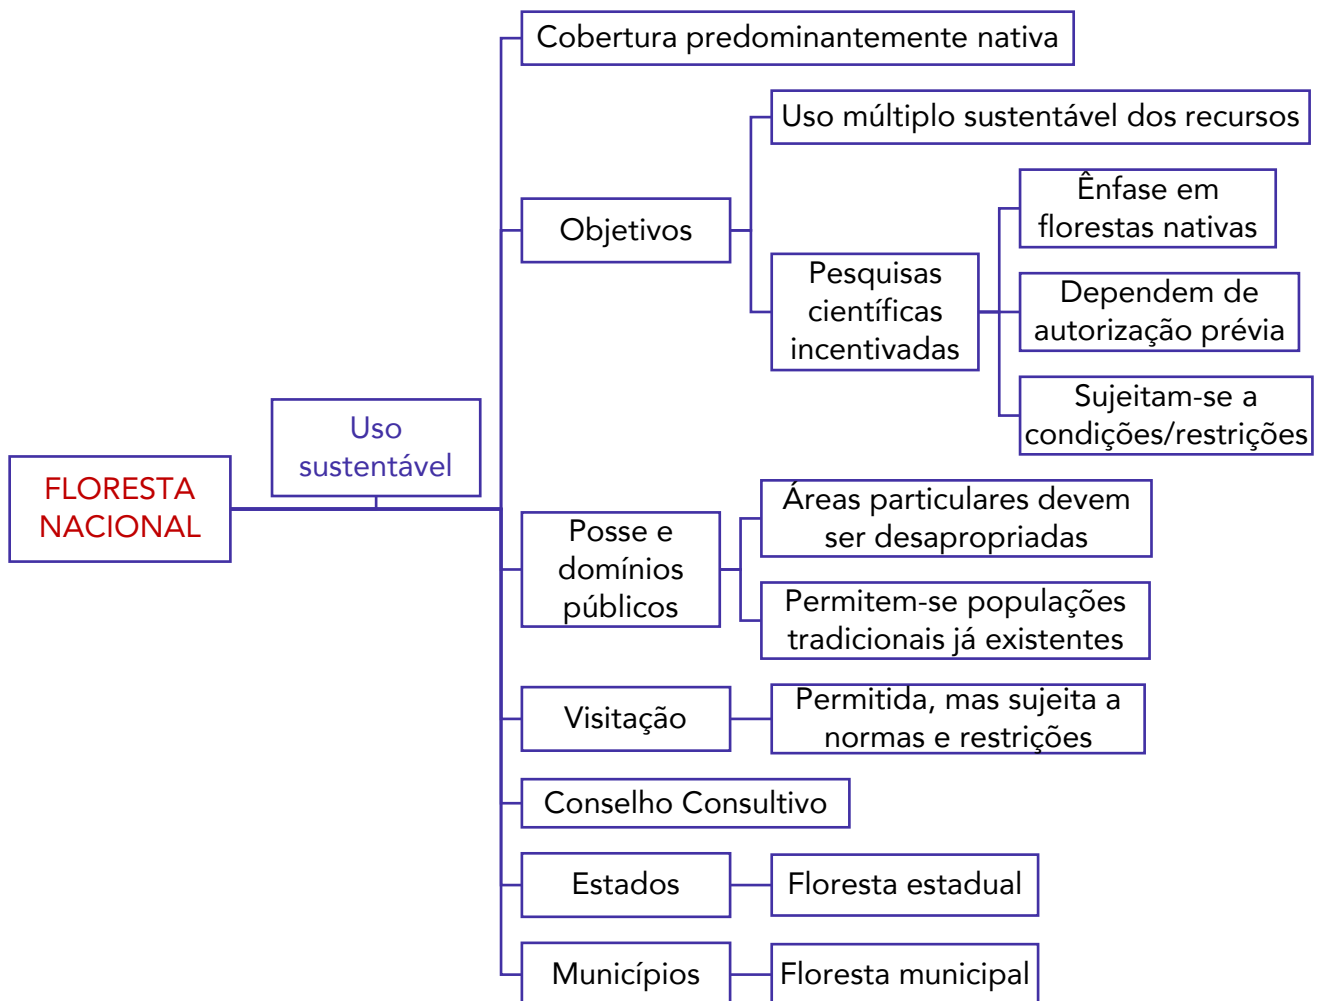 FLORESTA
NACIONAL
Uso
sustentável
Cobertura predominantemente nativa
Objetivos
Uso múltiplo sustentável dos recursos
Pesquisas
científicas
incentivadas
Ênfase em
florestas nativas
Dependem de
autorização prévia
Sujeitam-se a
condições/restrições
Posse e
domínios
públicos
Áreas particulares devem
ser desapropriadas
Permitem-se populações
tradicionais já existentes
Visitação
Permitida, mas sujeita a
normas e restrições
Conselho Consultivo
Estados
Floresta estadual
Municípios
Floresta municipal